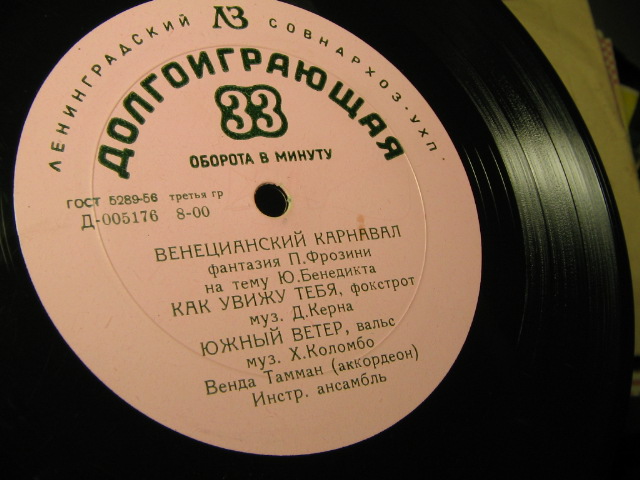 ЛЕНИНГРАДСКИЙ ЛЗ СОВНАРХОЗ·УХП·
ДОЛГОИГРАЮЩАЯ
33
ОБОРОТА В МИНУТУ
ГОСТ 5289-56 третья гр
Д-005176 8-00
ВЕНЕЦИАНСКИЙ КАРНАВАЛ
фантазия П.Фрозини
на тему Ю.Бенедикта
КАК УВИЖУ ТЕБЯ, фокстрот
муз. Д.Керна
ЮЖНЫЙ ВЕТЕР, вальс
муз. Х.Коломбо
Венда Тамман (аккордеон)
Инстр. ансамбль